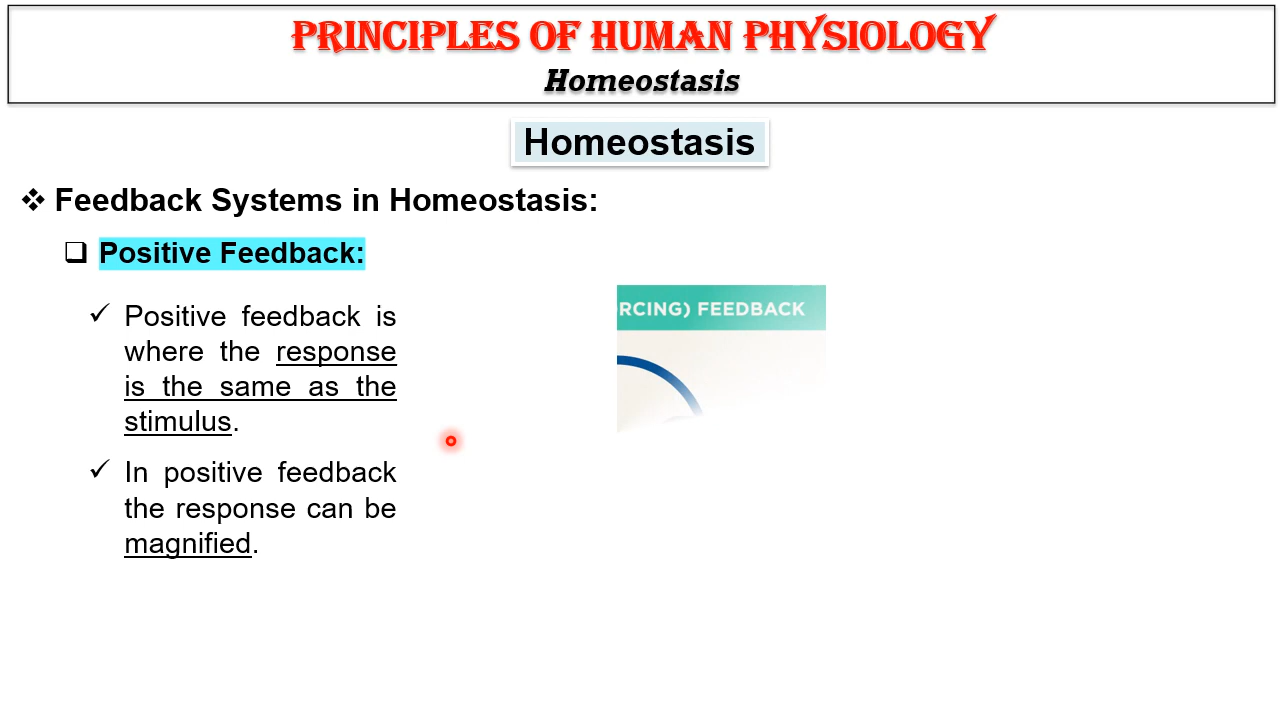 PRINCIPLES OF HUMAN PHYSIOLOGY
Homeostasis
Homeostasis
Feedback Systems in Homeostasis:
Positive Feedback:
Positive feedback is
where the response
is the same as the
stimulus.
In positive feedback
the response can be
magnified.
RCING) FEEDBACK